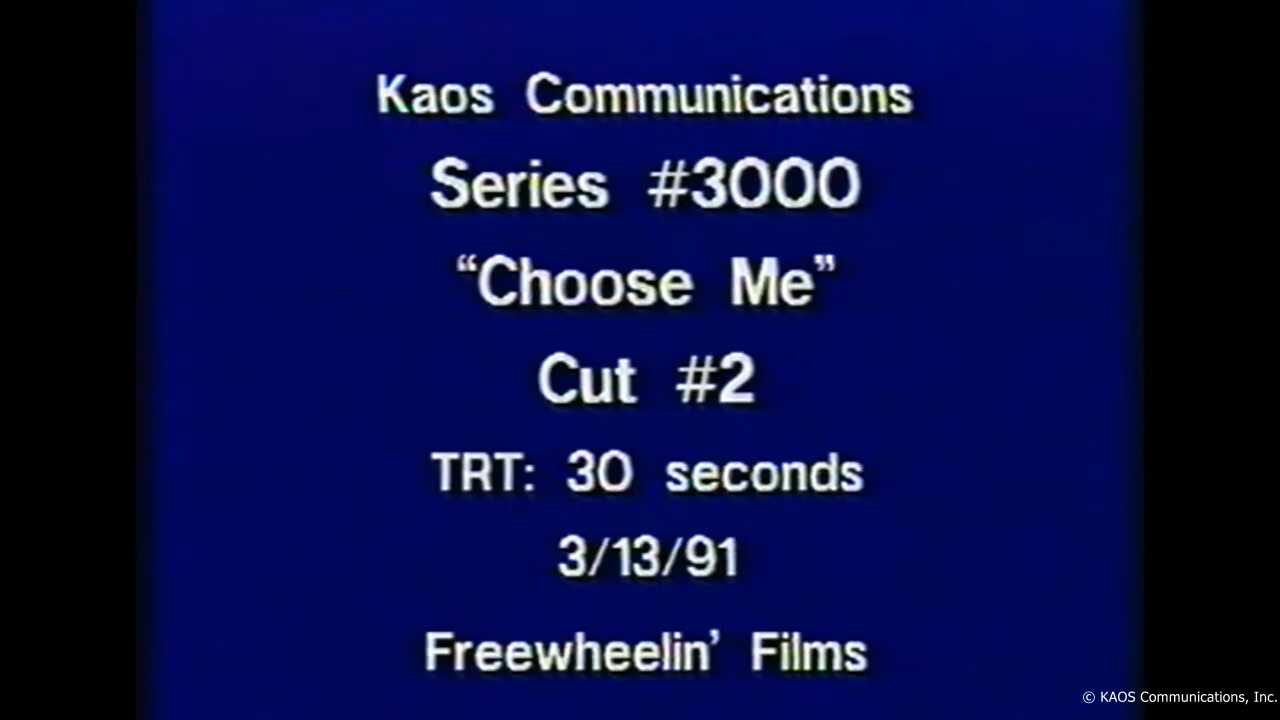 Kaos Communications
Series #3000
“Choose Me”
Cut #2
TRT: 30 seconds
3/13/91
Freewheelin’ Films
© KAOS Communications, Inc.